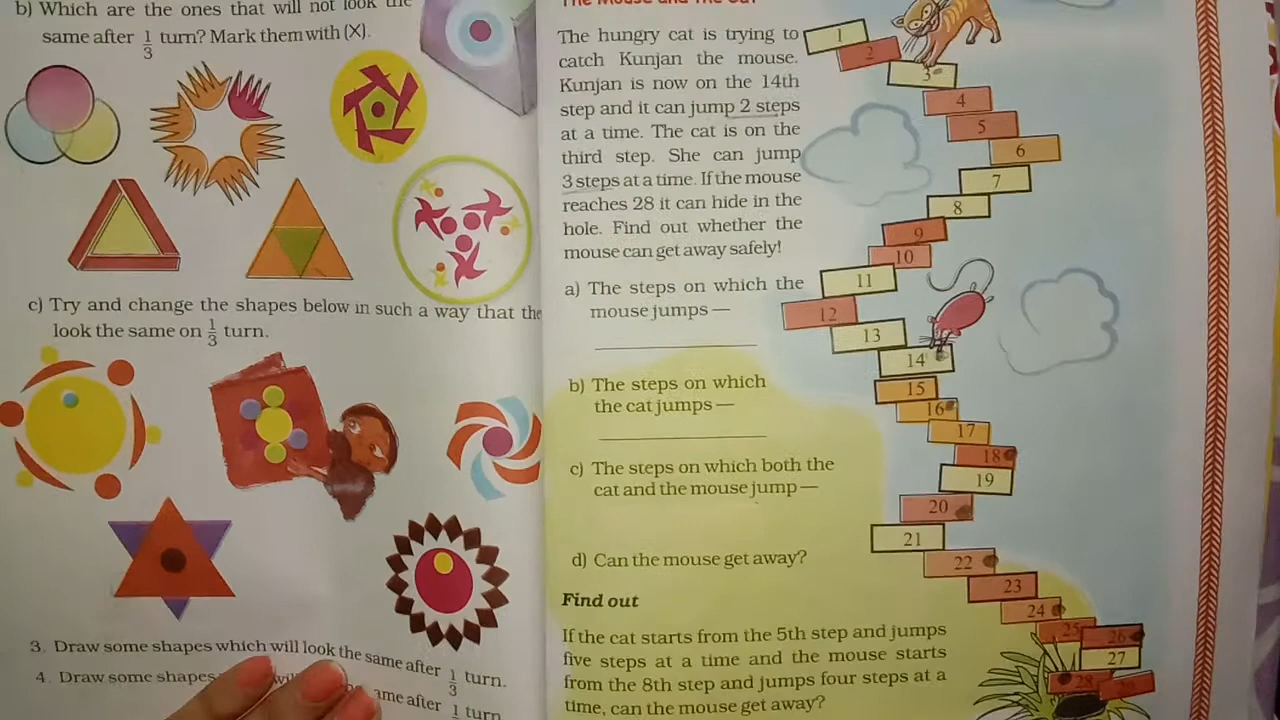 b) Which are the ones that will not look the
same after 1/3 turn? Mark them with (X).
c) Try and change the shapes below in such a way that the
look the same on 1/3 turn.
3. Draw some shapes which will look the same after 1/3 turn.
4. Draw some shapes
ame after 1 turn
The Mouse and The Cat
The hungry cat is trying to
catch Kunjan the mouse.
Kunjan is now on the 14th
step and it can jump 2 steps
at a time. The cat is on the
third step. She can jump
3 steps at a time. If the mouse
reaches 28 it can hide in the
hole. Find out whether the
mouse can get away safely!
a) The steps on which the
mouse jumps —
b) The steps on which
the cat jumps —
c) The steps on which both the
cat and the mouse jump —
d) Can the mouse get away?
Find out
If the cat starts from the 5th step and jumps
five steps at a time and the mouse starts
from the 8th step and jumps four steps at a
time, can the mouse get away?
1
2
3
4
5
6
7
8
9
10
11
12
13
14
15
16
17
18
19
20
21
22
23
24
25
26
27
28
29